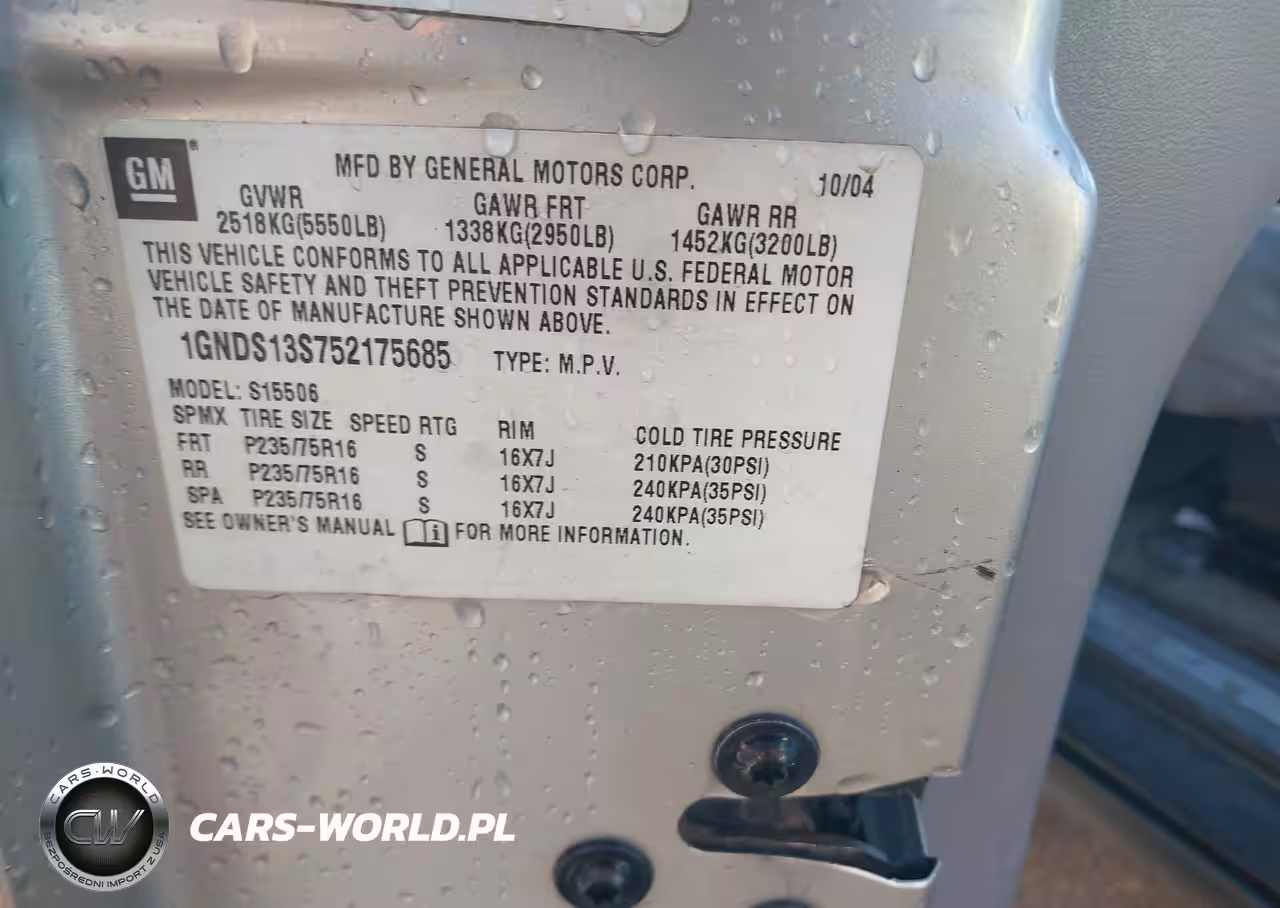 GM®
MFD BY GENERAL MOTORS CORP. 10/04
GVWR GAWR FRT GAWR RR
2518KG(5550LB) 1338KG(2950LB) 1452KG(3200LB)
THIS VEHICLE CONFORMS TO ALL APPLICABLE U.S. FEDERAL MOTOR
VEHICLE SAFETY AND THEFT PREVENTION STANDARDS IN EFFECT ON
THE DATE OF MANUFACTURE SHOWN ABOVE.
1GNDS13S752175685 TYPE: M.P.V.
MODEL: S15506
SPMX TIRE SIZE SPEED RTG RIM COLD TIRE PRESSURE
FRT P235/75R16 S 16X7J 210KPA(30PSI)
RR P235/75R16 S 16X7J 240KPA(35PSI)
SPA P235/75R16 S 16X7J 240KPA(35PSI)
SEE OWNER'S MANUAL i FOR MORE INFORMATION.
CARS-WORLD
CW
BEZPOŚREDNI IMPORT Z USA
CARS-WORLD.PL